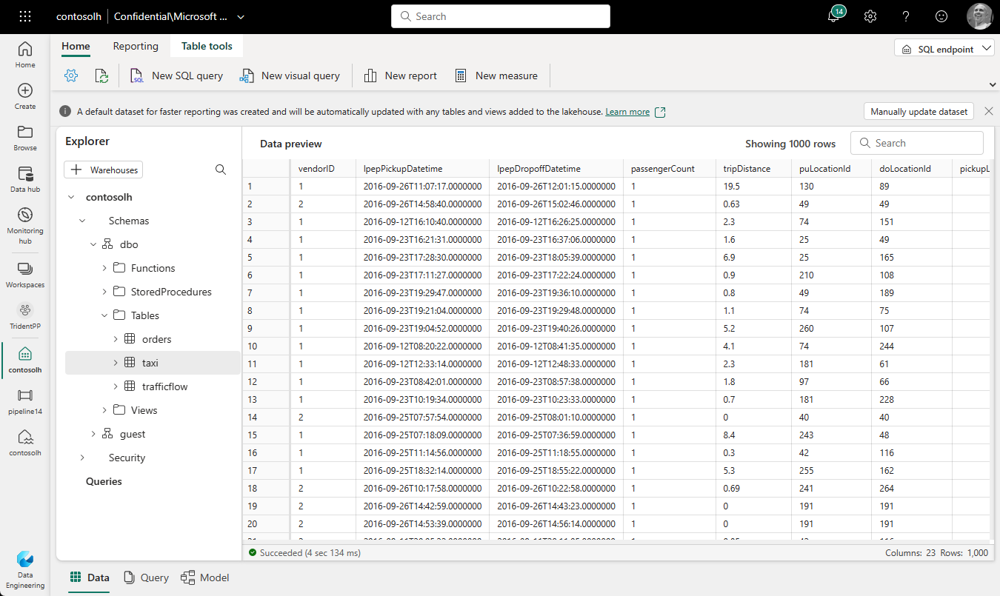 contosolh Confidential\Microsoft ... Search 14 ?
Home Reporting Table tools SQL endpoint
SQL New SQL query New visual query New report New measure
A default dataset for faster reporting was created and will be automatically updated with any tables and views added to the lakehouse. Learn more Manually update dataset
Home
Create
Browse
Data hub
Monitoring
hub
Workspaces
TridentPP
contosolh
pipeline14
contosolh
Data
Engineering
Explorer
Warehouses
contosolh
Schemas
dbo
Functions
StoredProcedures
Tables
orders
taxi
trafficflow
Views
guest
Security
Queries
Data preview Showing 1000 rows Search
vendorID lpepPickupDatetime lpepDropoffDatetime passengerCount tripDistance puLocationId doLocationId pickupL
1 1 2016-09-26T11:07:17.0000000 2016-09-26T12:01:15.0000000 1 19.5 130 89
2 2 2016-09-26T14:58:40.0000000 2016-09-26T15:02:46.0000000 1 0.63 49 49
3 1 2016-09-12T16:10:40.0000000 2016-09-12T16:26:25.0000000 1 2.3 74 151
4 1 2016-09-23T16:21:31.0000000 2016-09-23T16:37:06.0000000 1 1.6 25 49
5 1 2016-09-23T17:28:30.0000000 2016-09-23T18:05:39.0000000 1 6.9 25 165
6 1 2016-09-23T17:11:27.0000000 2016-09-23T17:22:24.0000000 1 0.9 210 108
7 1 2016-09-23T19:29:47.0000000 2016-09-23T19:36:10.0000000 1 0.8 49 189
8 1 2016-09-23T19:21:04.0000000 2016-09-23T19:29:48.0000000 1 1.1 74 75
9 1 2016-09-23T19:04:52.0000000 2016-09-23T19:40:26.0000000 1 5.2 260 107
10 1 2016-09-12T08:20:22.0000000 2016-09-12T08:41:35.0000000 1 4.1 74 244
11 1 2016-09-12T12:33:14.0000000 2016-09-12T12:48:33.0000000 1 2.3 181 61
12 1 2016-09-23T08:42:01.0000000 2016-09-23T08:57:38.0000000 1 1.8 97 66
13 1 2016-09-23T10:19:34.0000000 2016-09-23T10:23:33.0000000 1 0.7 181 228
14 2 2016-09-25T07:57:54.0000000 2016-09-25T08:01:10.0000000 1 0 40 40
15 1 2016-09-25T07:18:09.0000000 2016-09-25T07:36:59.0000000 1 8.4 243 48
16 1 2016-09-25T11:14:56.0000000 2016-09-25T11:18:55.0000000 1 0.3 42 116
17 1 2016-09-25T18:32:14.0000000 2016-09-25T18:55:22.0000000 1 5.3 255 162
18 2 2016-09-26T10:17:58.0000000 2016-09-26T10:22:58.0000000 1 0.69 241 264
19 2 2016-09-26T14:42:59.0000000 2016-09-26T14:43:23.0000000 1 0 191 191
20 2 2016-09-26T14:53:39.0000000 2016-09-26T14:56:14.0000000 1 0 191 191
Succeeded (4 sec 134 ms) Columns: 23 Rows: 1,000
Data Query Model